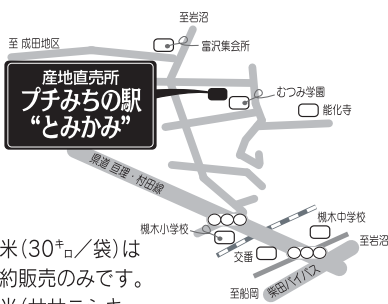 至岩沼
至 成田地区
富沢集会所
産地直売所
プチみちの駅
“とみかみ”
むつみ学園
能化寺
県道 亘理・村田線
槻木小学校
槻木中学校
米(30㌔/袋)は
約販売のみです。
交番
至岩沼
至船岡
柴田バイパス